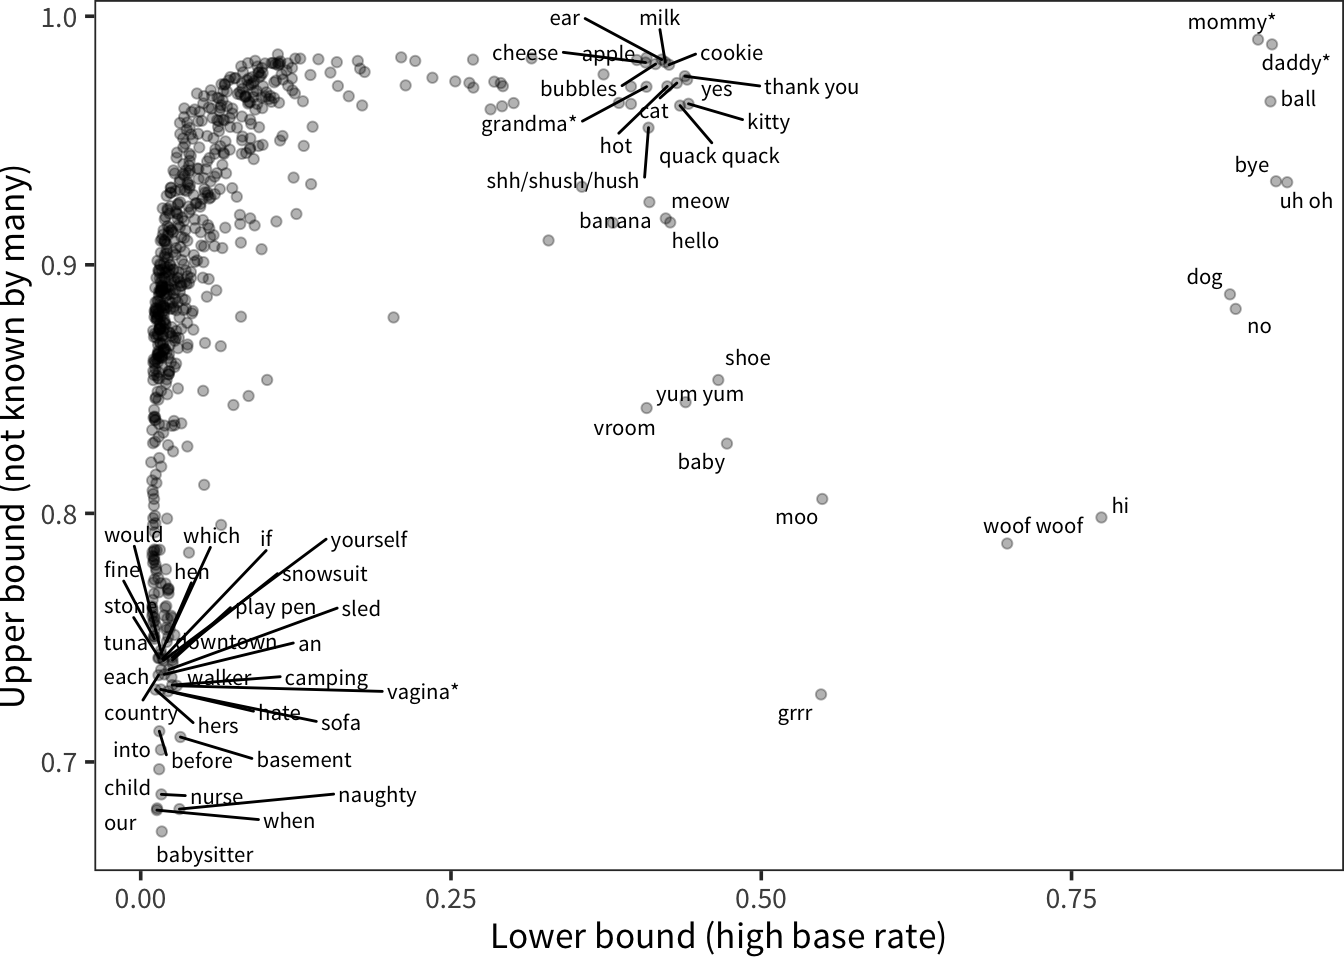 Upper bound (not known by many)
1.0
0.9
0.8
0.7
0.00
0.25
0.50
0.75
Lower bound (high base rate)
ear
milk
mommy*
cheese
apple
cookie
daddy*
bubbles
yes
thank you
ball
grandma*
cat
kitty
hot
quack quack
bye
shh/shush/hush
meow
uh oh
banana
hello
dog
no
shoe
yum yum
vroom
baby
moo
hi
woof woof
grrr
would
which
if
yourself
fine
hen
snowsuit
stone
play pen
sled
tuna
downtown
an
each
walker
camping
vagina*
country
hers
hate
sofa
into
before
basement
child
nurse
naughty
our
when
babysitter